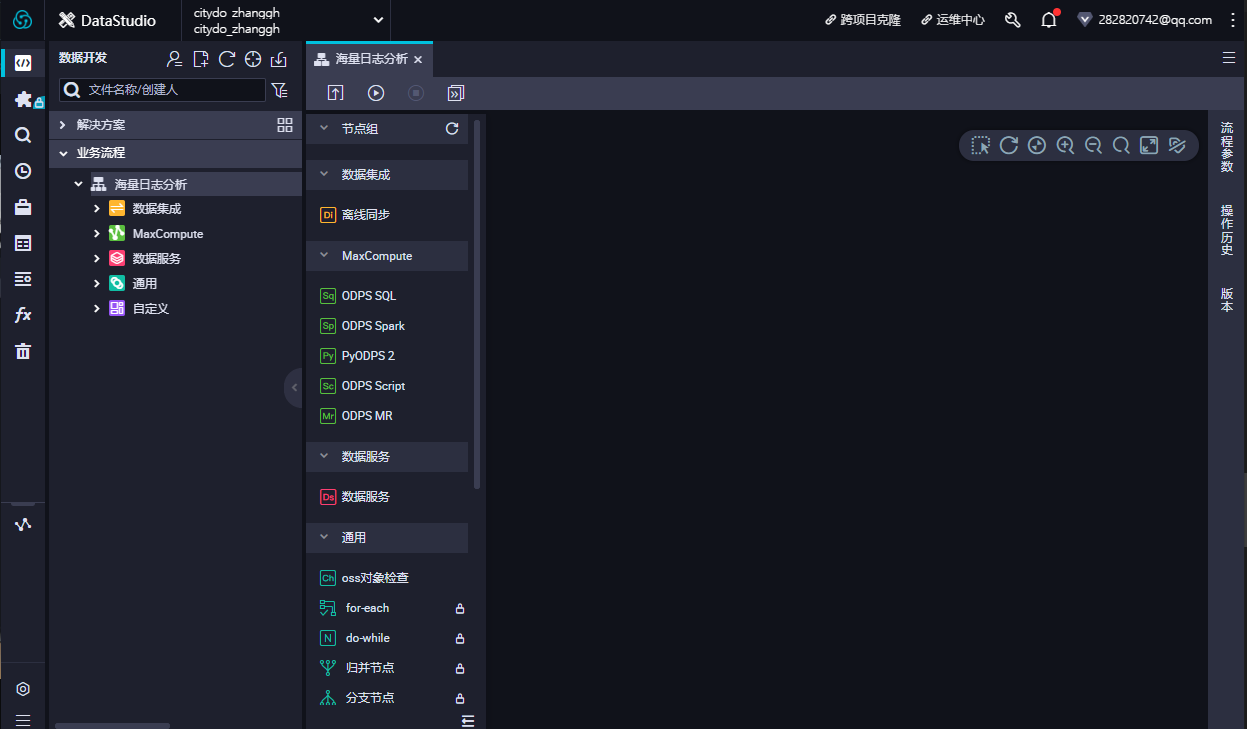 DataStudio
citydo_zhanggh
citydo_zhanggh
跨项目克隆
运维中心
282820742@qq.com
数据开发
文件名称/创建人
解决方案
业务流程
海量日志分析
数据集成
MaxCompute
数据服务
通用
自定义
海量日志分析
节点组
数据集成
Di 离线同步
MaxCompute
Sq ODPS SQL
Sp ODPS Spark
Py PyODPS 2
Sc ODPS Script
Mr ODPS MR
数据服务
Ds 数据服务
通用
Ch oss对象检查
for-each
N do-while
归并节点
分支节点
流程参数
操作历史
版本